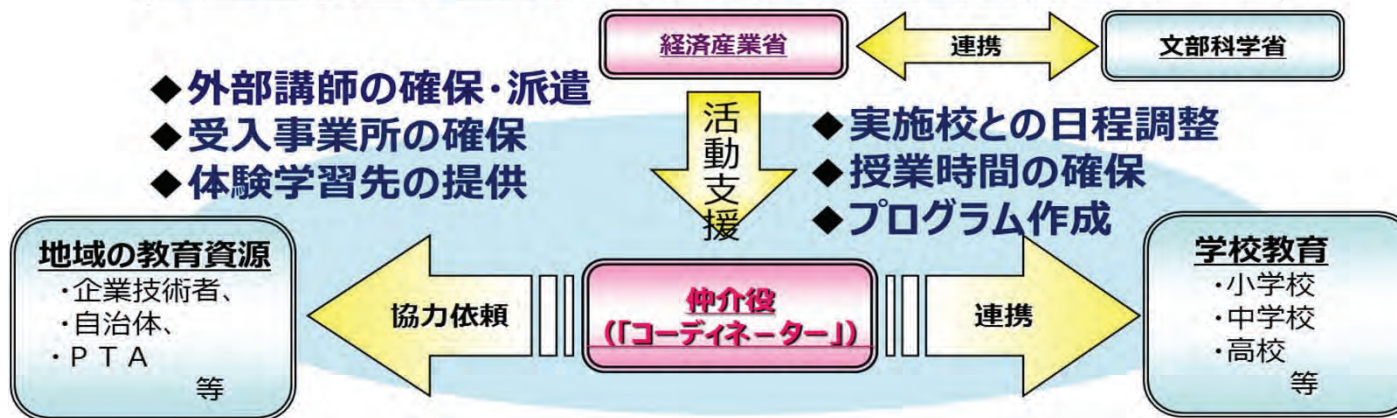 経済産業省
連携
文部科学省
◆外部講師の確保・派遣
◆受入事業所の確保
◆体験学習先の提供
活動支援
◆実施校との日程調整
◆授業時間の確保
◆プログラム作成
地域の教育資源
・企業技術者、
・自治体、
・ＰＴＡ
等
協力依頼
仲介役
(「コーディネーター」)
連携
学校教育
・小学校
・中学校
・高校
等